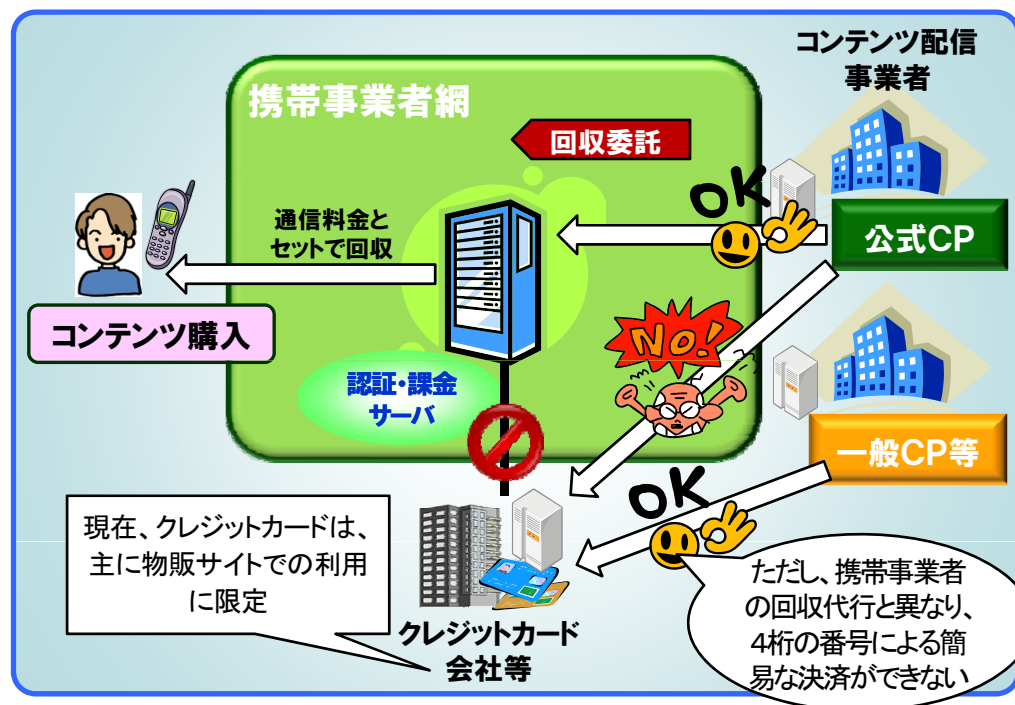 コンテンツ配信
事業者
携帯事業者網
回収委託
OK
公式CP
通信料金と
セットで回収
コンテンツ購入
NO!
認証・課金
サーバ
一般CP等
OK
現在、クレジットカードは、
主に物販サイトでの利用
に限定
クレジットカード
会社等
ただし、携帯事業者
の回収代行と異なり、
4桁の番号による簡
易な決済ができない